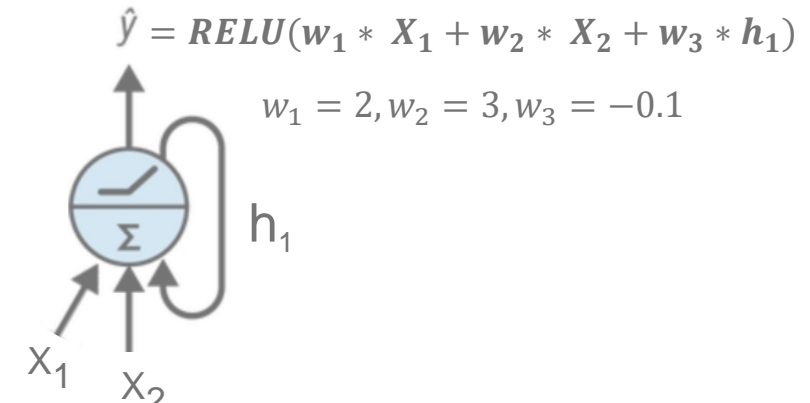 ŷ = RELU(w₁ * X₁ + w₂ * X₂ + w₃ * h₁)
w₁ = 2, w₂ = 3, w₃ = −0.1
Σ
h₁
X₁
X₂